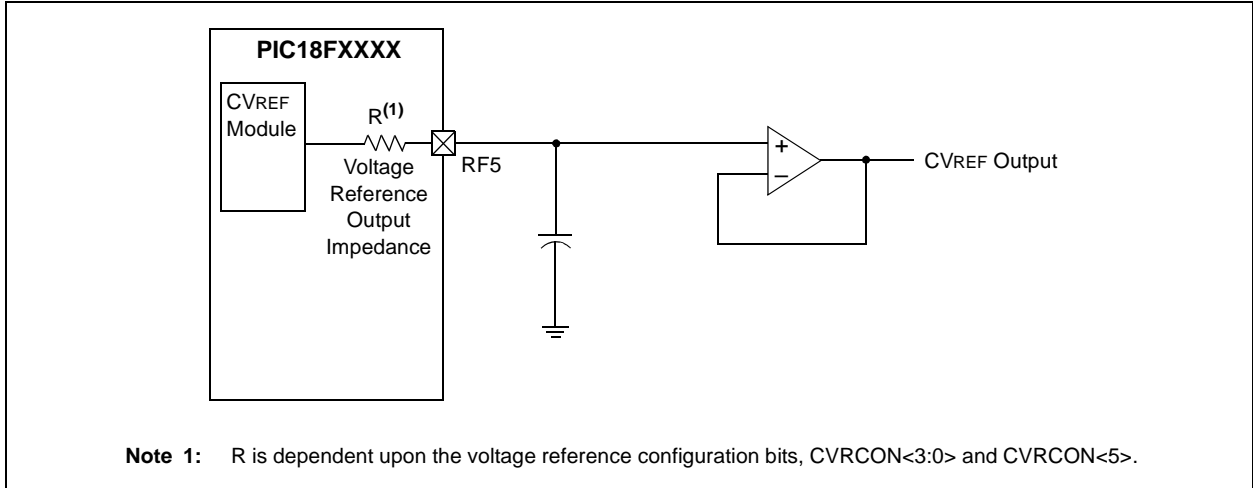 PIC18FXXXX
CVREF
Module
R(1)
Voltage
Reference
Output
Impedance
RF5
+
–
CVREF Output
Note 1: R is dependent upon the voltage reference configuration bits, CVRCON<3:0> and CVRCON<5>.